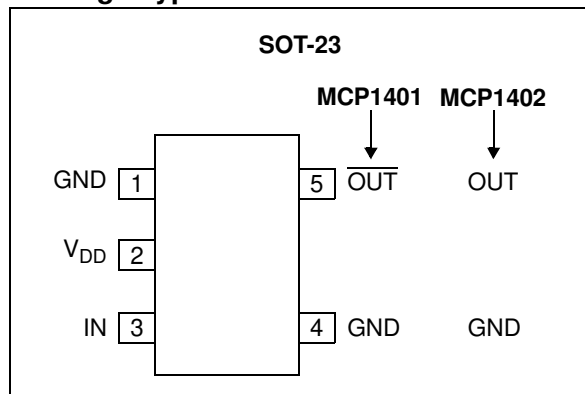 SOT-23
MCP1401 MCP1402
GND 1 5 OUT OUT
VDD 2
IN 3 4 GND GND